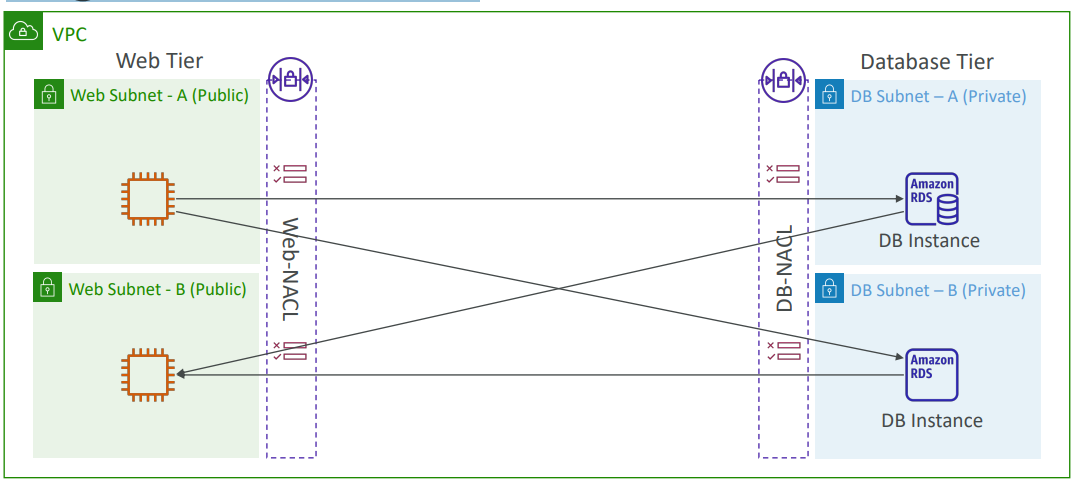 VPC
Web Tier
Database Tier
Web Subnet - A (Public)
DB Subnet – A (Private)
Amazon
RDS
DB Instance
Web-NACL
DB-NACL
Web Subnet - B (Public)
DB Subnet – B (Private)
Amazon
RDS
DB Instance